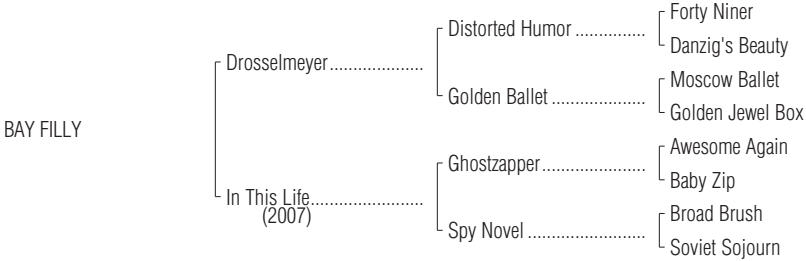 Forty Niner
Distorted Humor ...............
Danzig's Beauty
Drosselmeyer....................
Moscow Ballet
Golden Ballet ....................
Golden Jewel Box
BAY FILLY
Awesome Again
Ghostzapper......................
Baby Zip
In This Life........................
(2007)
Broad Brush
Spy Novel .........................
Soviet Sojourn